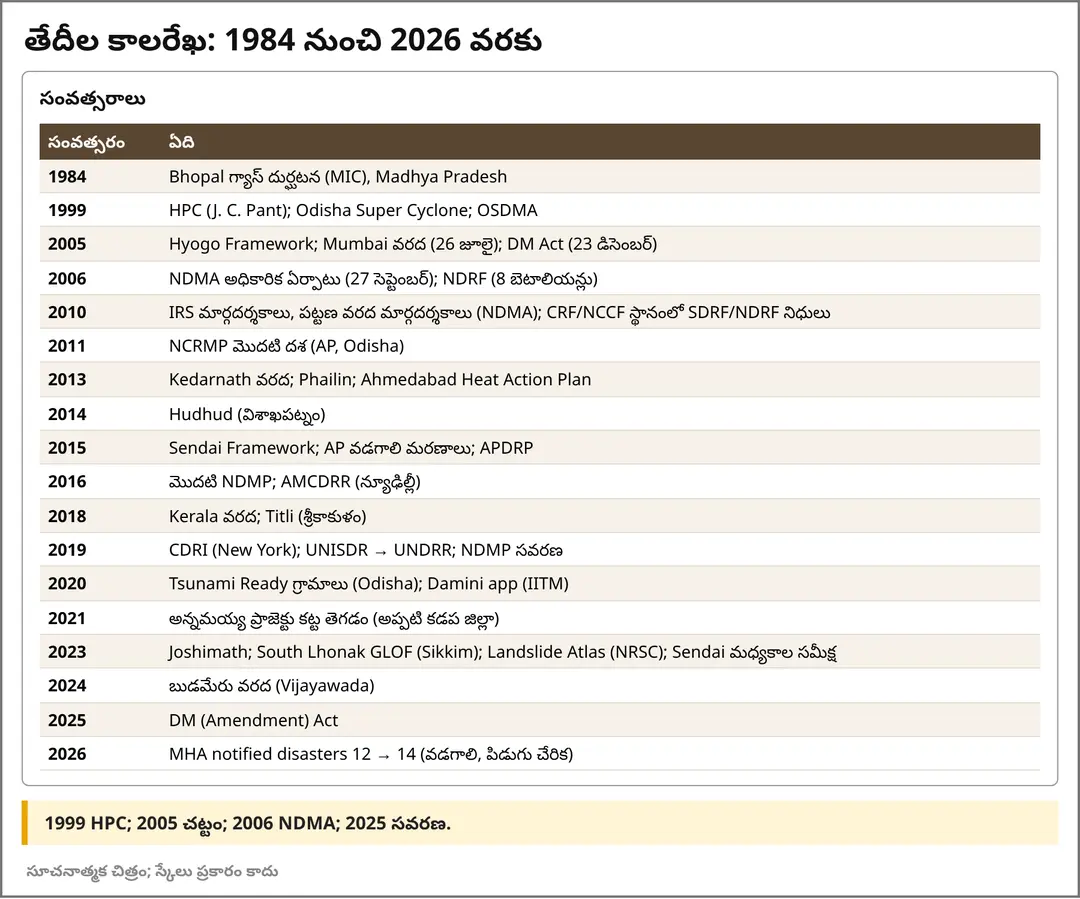 తేదీల కాలరేఖ: 1984 నుంచి 2026 వరకు
సంవత్సరాలు
సంవత్సరం ఏది
1984 Bhopal గ్యాస్ దుర్ఘటన (MIC), Madhya Pradesh
1999 HPC (J. C. Pant); Odisha Super Cyclone; OSDMA
2005 Hyogo Framework; Mumbai వరద (26 జూలై); DM Act (23 డిసెంబర్)
2006 NDMA అధికారిక ఏర్పాటు (27 సెప్టెంబర్); NDRF (8 బెటాలియన్లు)
2010 IRS మార్గదర్శకాలు, పట్టణ వరద మార్గదర్శకాలు (NDMA); CRF/NCCF స్థానంలో SDRF/NDRF నిధులు
2011 NCRMP మొదటి దశ (AP, Odisha)
2013 Kedarnath వరద; Phailin; Ahmedabad Heat Action Plan
2014 Hudhud (విశాఖపట్నం)
2015 Sendai Framework; AP వడగాలి మరణాలు; APDRP
2016 మొదటి NDMP; AMCDRR (న్యూఢిల్లీ)
2018 Kerala వరద; Titli (శ్రీకాకుళం)
2019 CDRI (New York); UNISDR → UNDRR; NDMP సవరణ
2020 Tsunami Ready గ్రామాలు (Odisha); Damini app (IITM)
2021 అన్నమయ్య ప్రాజెక్టు కట్ట తెగడం (అప్పటి కడప జిల్లా)
2023 Joshimath; South Lhonak GLOF (Sikkim); Landslide Atlas (NRSC); Sendai మధ్యకాల సమీక్ష
2024 బుడమేరు వరద (Vijayawada)
2025 DM (Amendment) Act
2026 MHA notified disasters 12 → 14 (వడగాలి, పిడుగు చేరిక)
1999 HPC; 2005 చట్టం; 2006 NDMA; 2025 సవరణ.
సూచనాత్మక చిత్రం; స్కేలు ప్రకారం కాదు